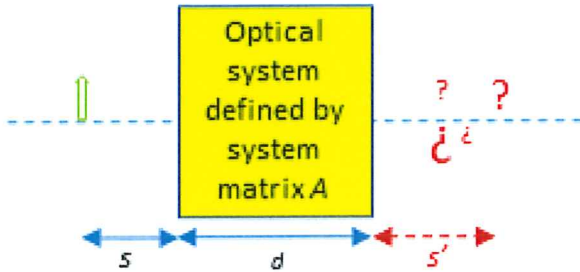 Optical
system
defined by
system
matrix A
? ?
¿ ¿
s d s'